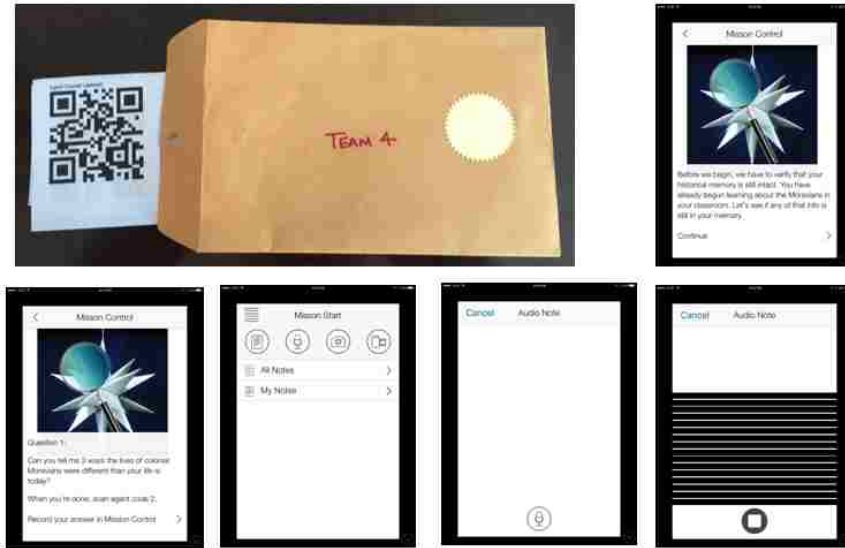 TEAM 4
Mission Control
Before we begin, we have to verify that your
historical memory is still intact. You have
already begun learning about the Moravians in
your classroom. Let's see if any of that info is
still in your memory.
Continue
Mission Control
Question 1:
Can you tell me 3 ways the lives of colonial
Moravians were different than your life is
today?
When you're done, scan agent code 2.
Record your answer in Mission Control
Mission Start
All Notes
My Notes
Cancel Audio Note
Cancel Audio Note